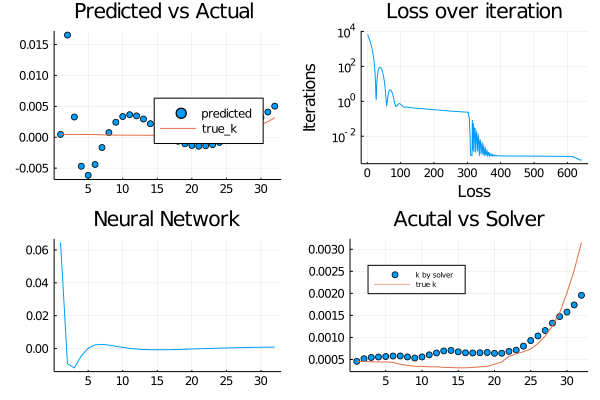 Predicted vs Actual
0.015
0.010
0.005
0.000
-0.005
5 10 15 20 25 30
predicted
true_k
Loss over iteration
10^4
10^2
10^0
10^-2
0 100 200 300 400 500 600
Iterations
Loss
Neural Network
0.06
0.04
0.02
0.00
5 10 15 20 25 30
Acutal vs Solver
0.0030
0.0025
0.0020
0.0015
0.0010
0.0005
5 10 15 20 25 30
k by solver
true k